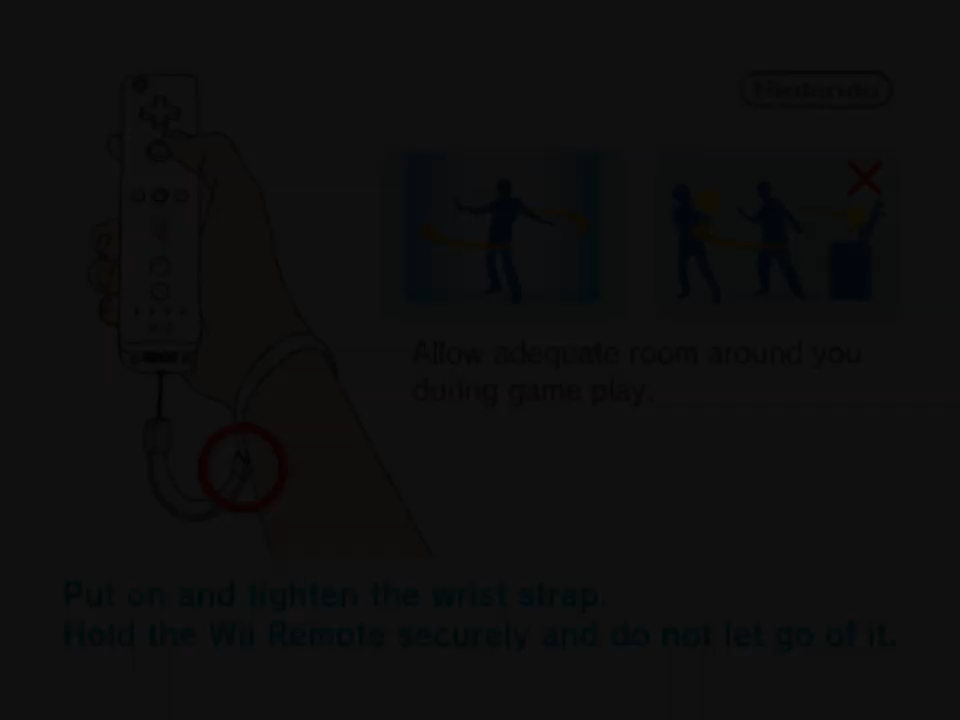 Nintendo
Allow adequate room around you
during game play.
Put on and tighten the wrist strap.
Hold the Wii Remote securely and do not let go of it.